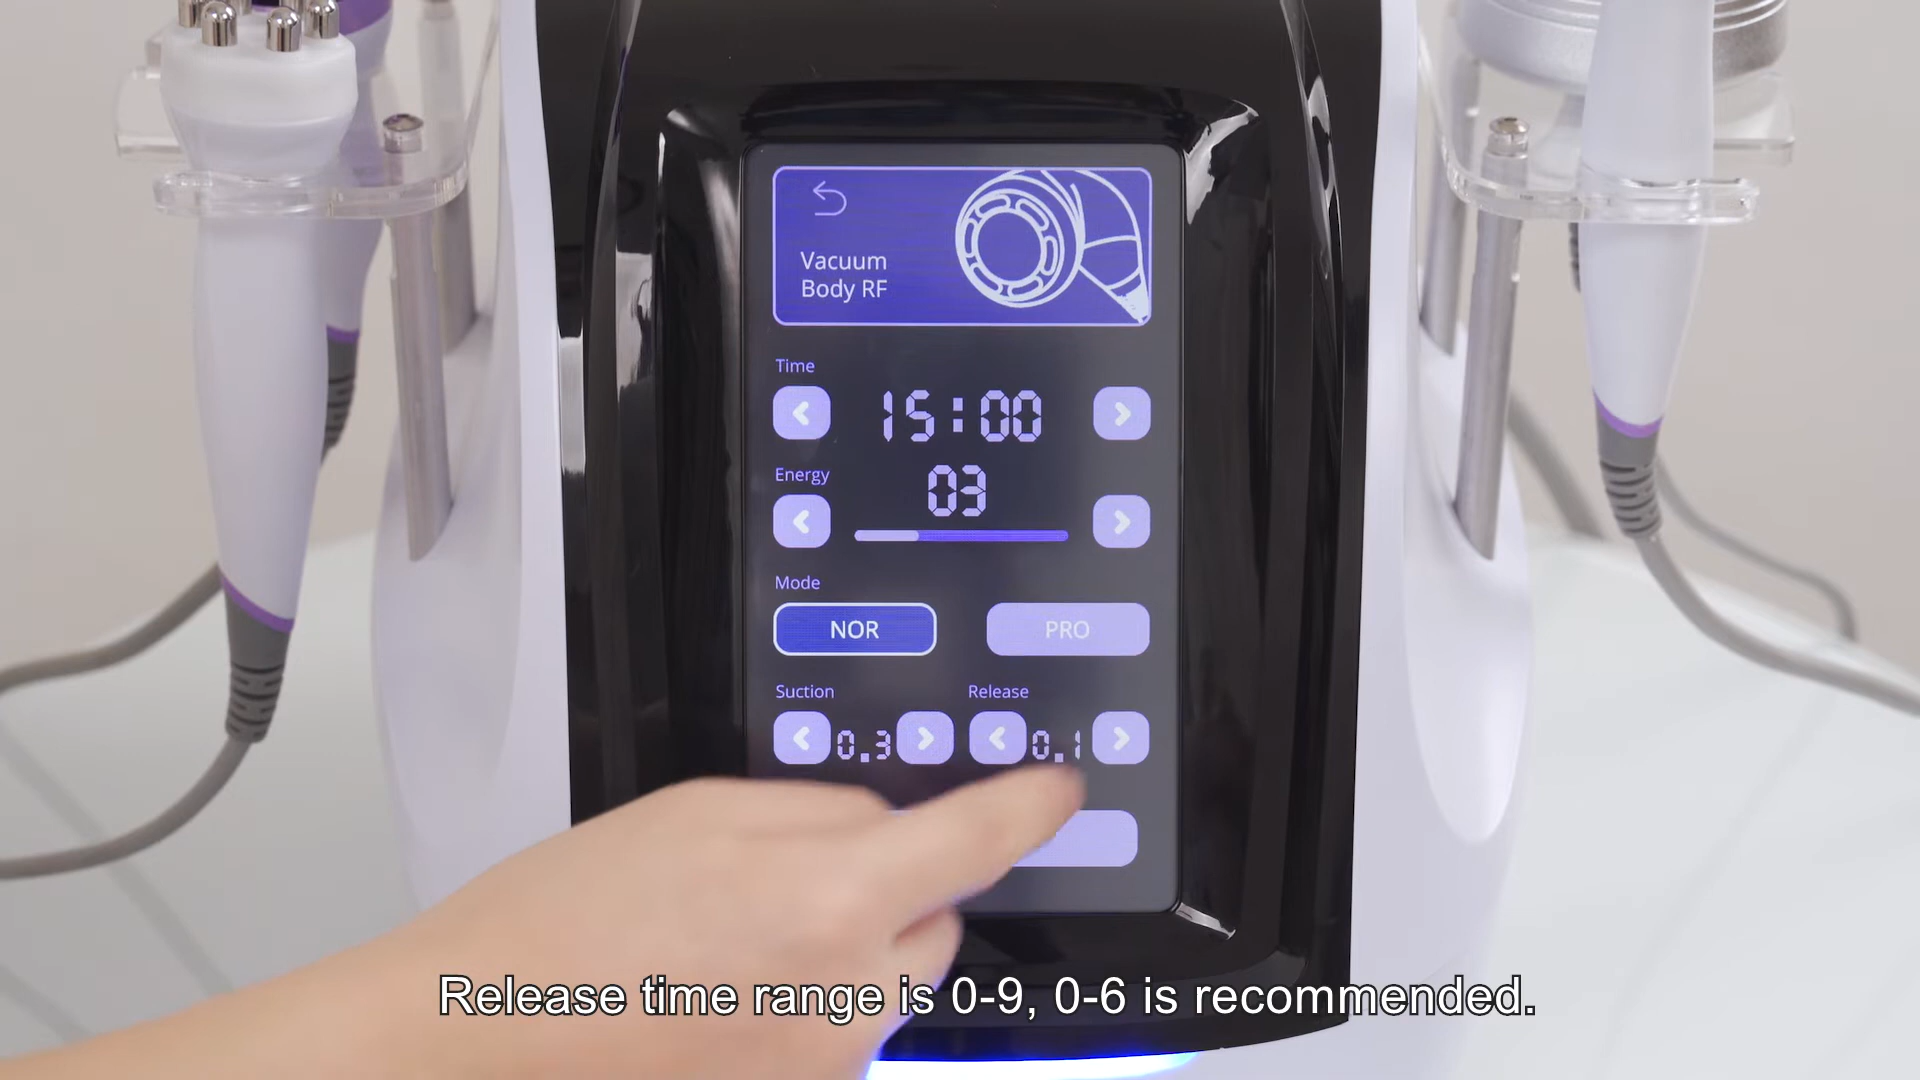 Vacuum
Body RF
Time
15:00
Energy
03
Mode
NOR PRO
Suction Release
0.3 0.1
Release time range is 0-9, 0-6 is recommended.